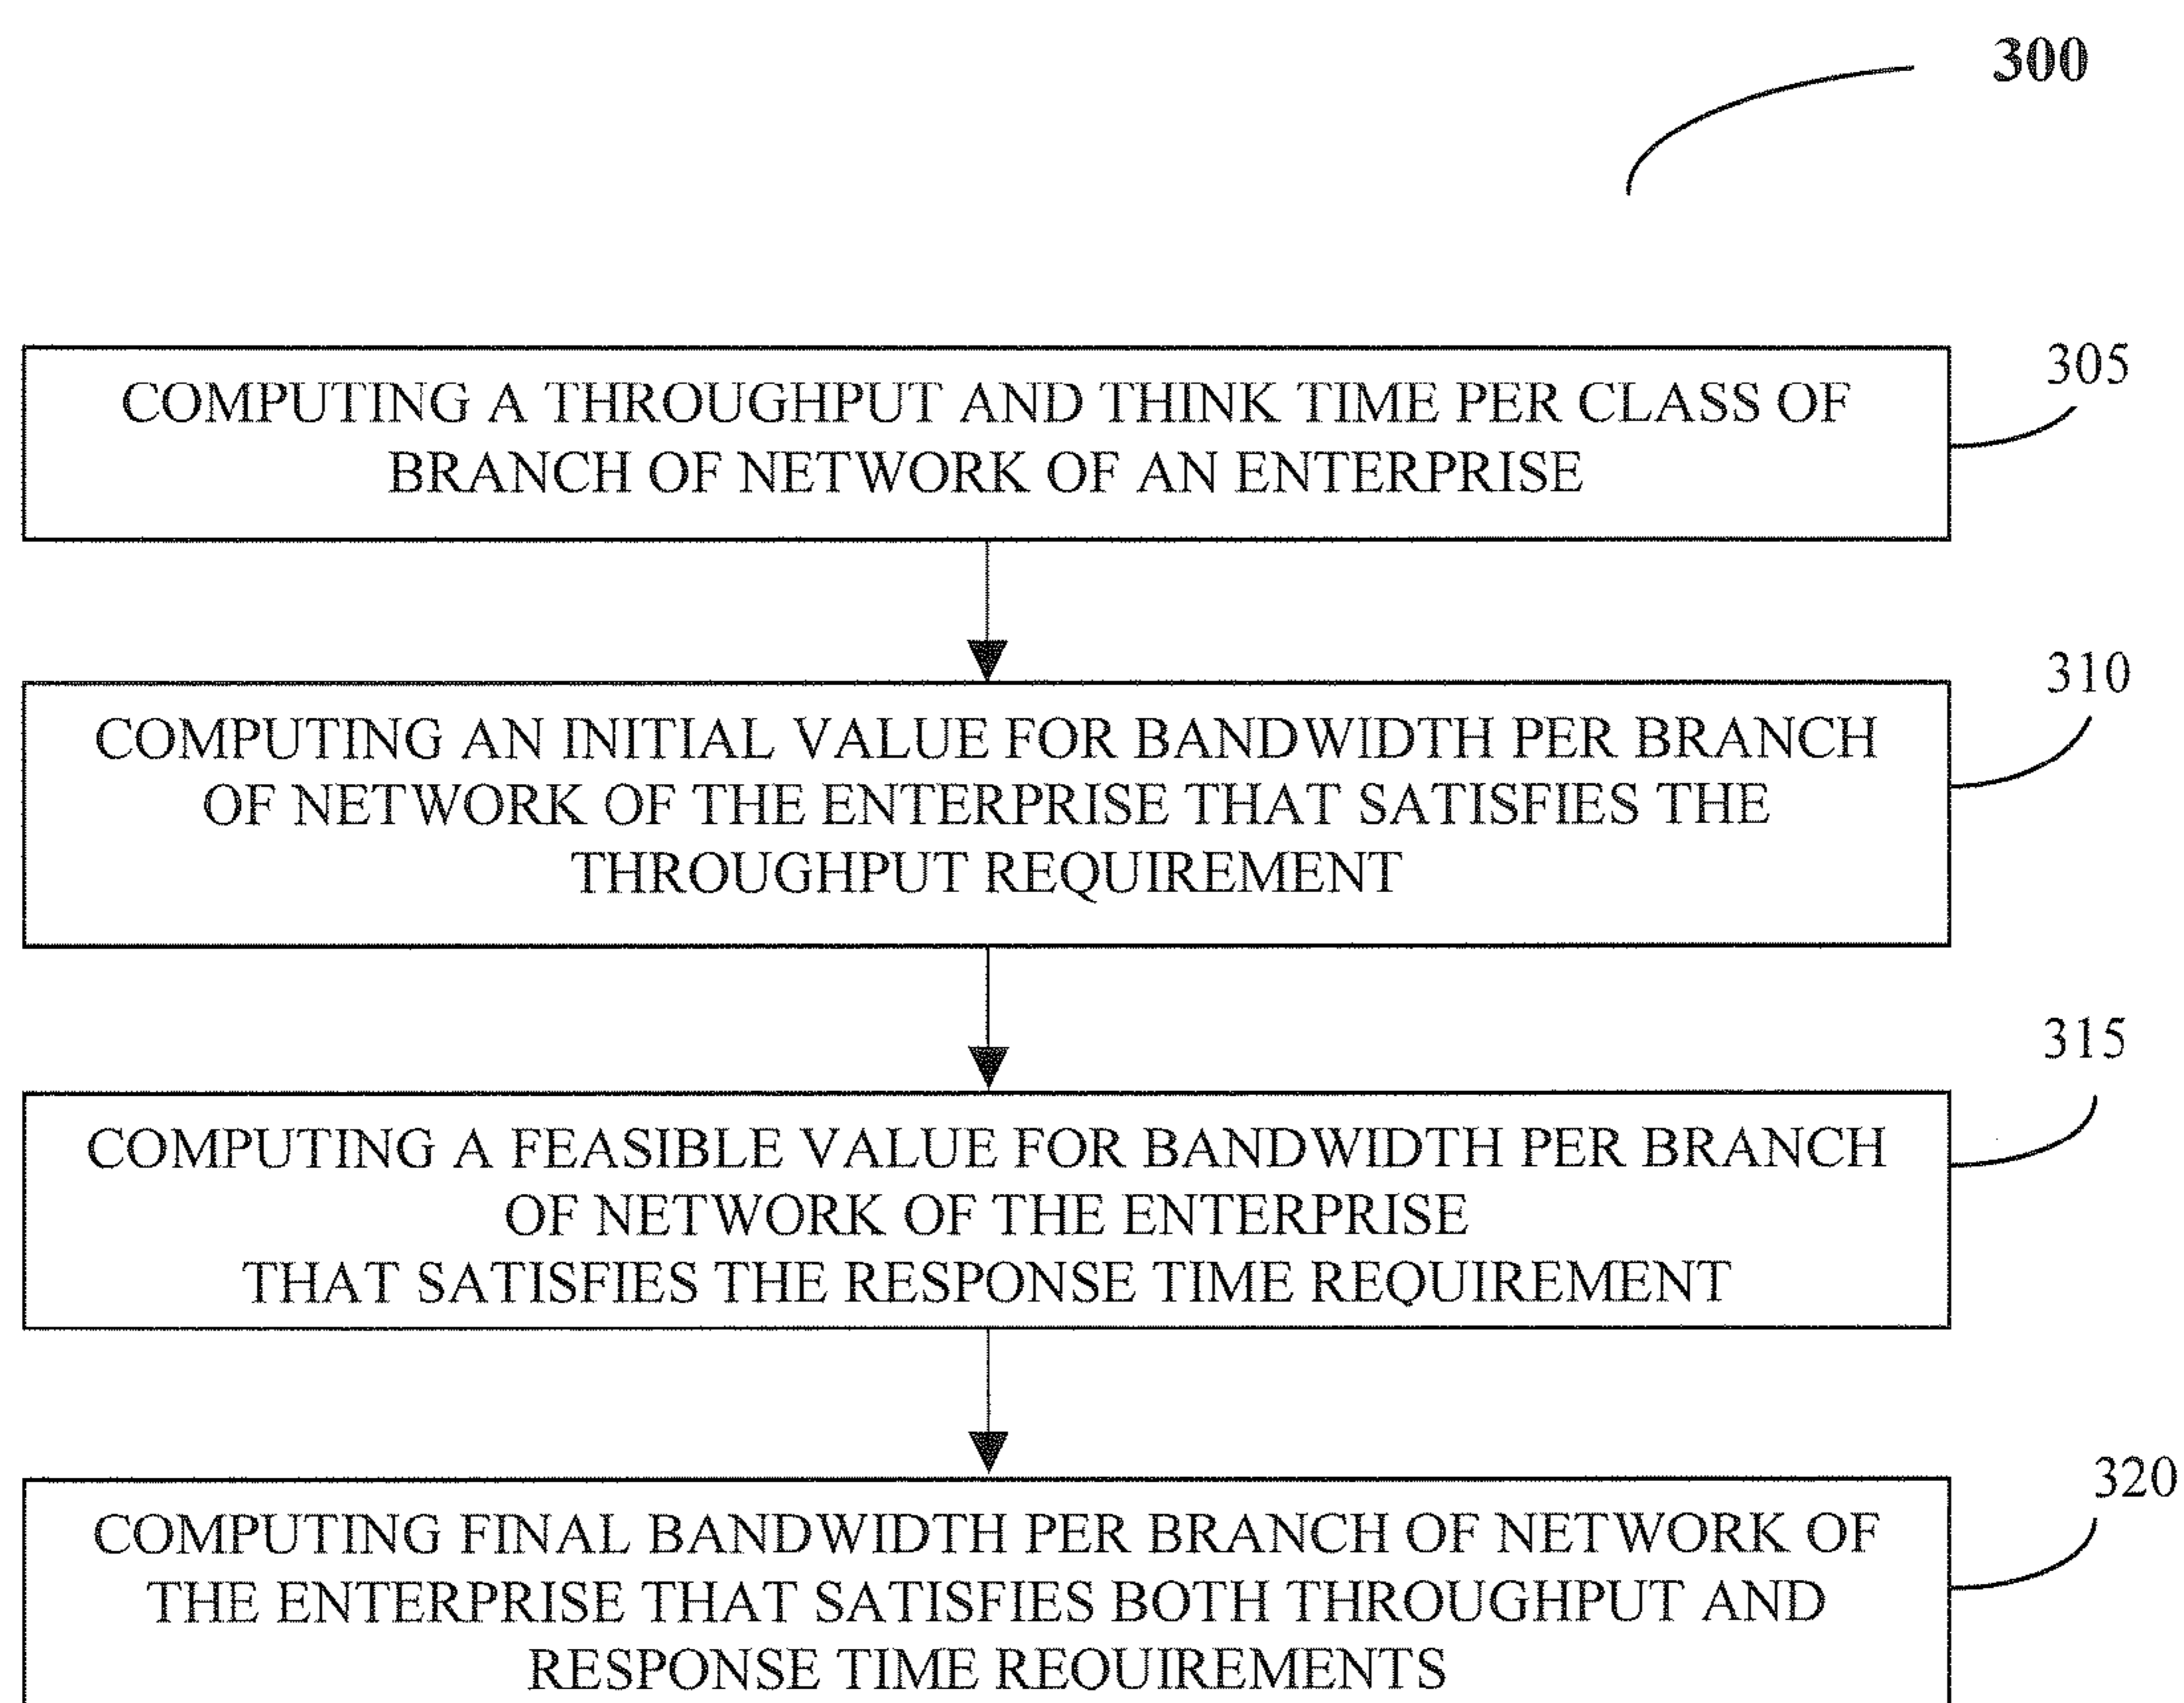 300
305
COMPUTING A THROUGHPUT AND THINK TIME PER CLASS OF
BRANCH OF NETWORK OF AN ENTERPRISE
310
COMPUTING AN INITIAL VALUE FOR BANDWIDTH PER BRANCH
OF NETWORK OF THE ENTERPRISE THAT SATISFIES THE
THROUGHPUT REQUIREMENT
315
COMPUTING A FEASIBLE VALUE FOR BANDWIDTH PER BRANCH
OF NETWORK OF THE ENTERPRISE
THAT SATISFIES THE RESPONSE TIME REQUIREMENT
320
COMPUTING FINAL BANDWIDTH PER BRANCH OF NETWORK OF
THE ENTERPRISE THAT SATISFIES BOTH THROUGHPUT AND
RESPONSE TIME REQUIREMENTS